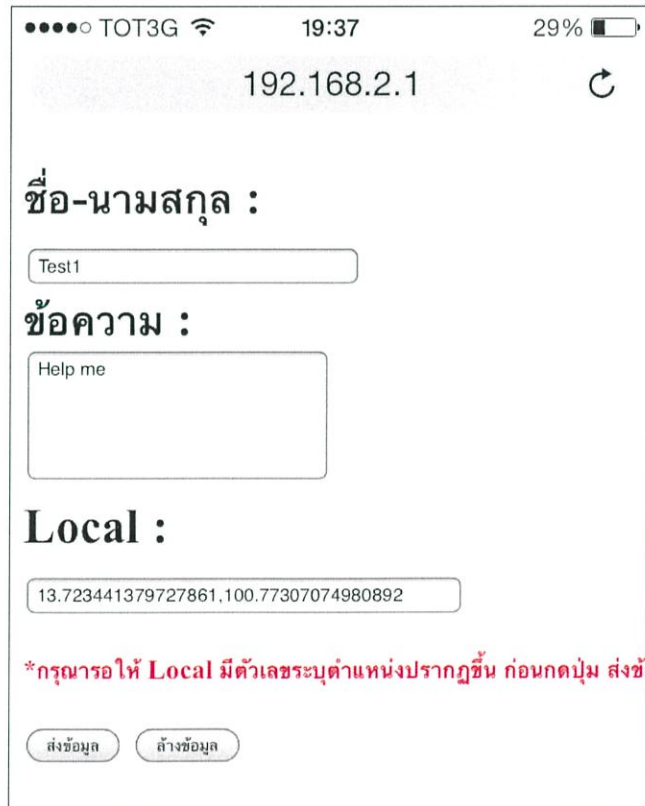 TOT3G 19:37 29%
192.168.2.1
ชื่อ-นามสกุล :
Test1
ข้อความ :
Help me
Local :
13.723441379727861,100.77307074980892
*กรุณารอให้ Local มีตัวเลขระบุตำแหน่งปรากฏขึ้น ก่อนกดปุ่ม ส่งข้
ส่งข้อมูล ล้างข้อมูล